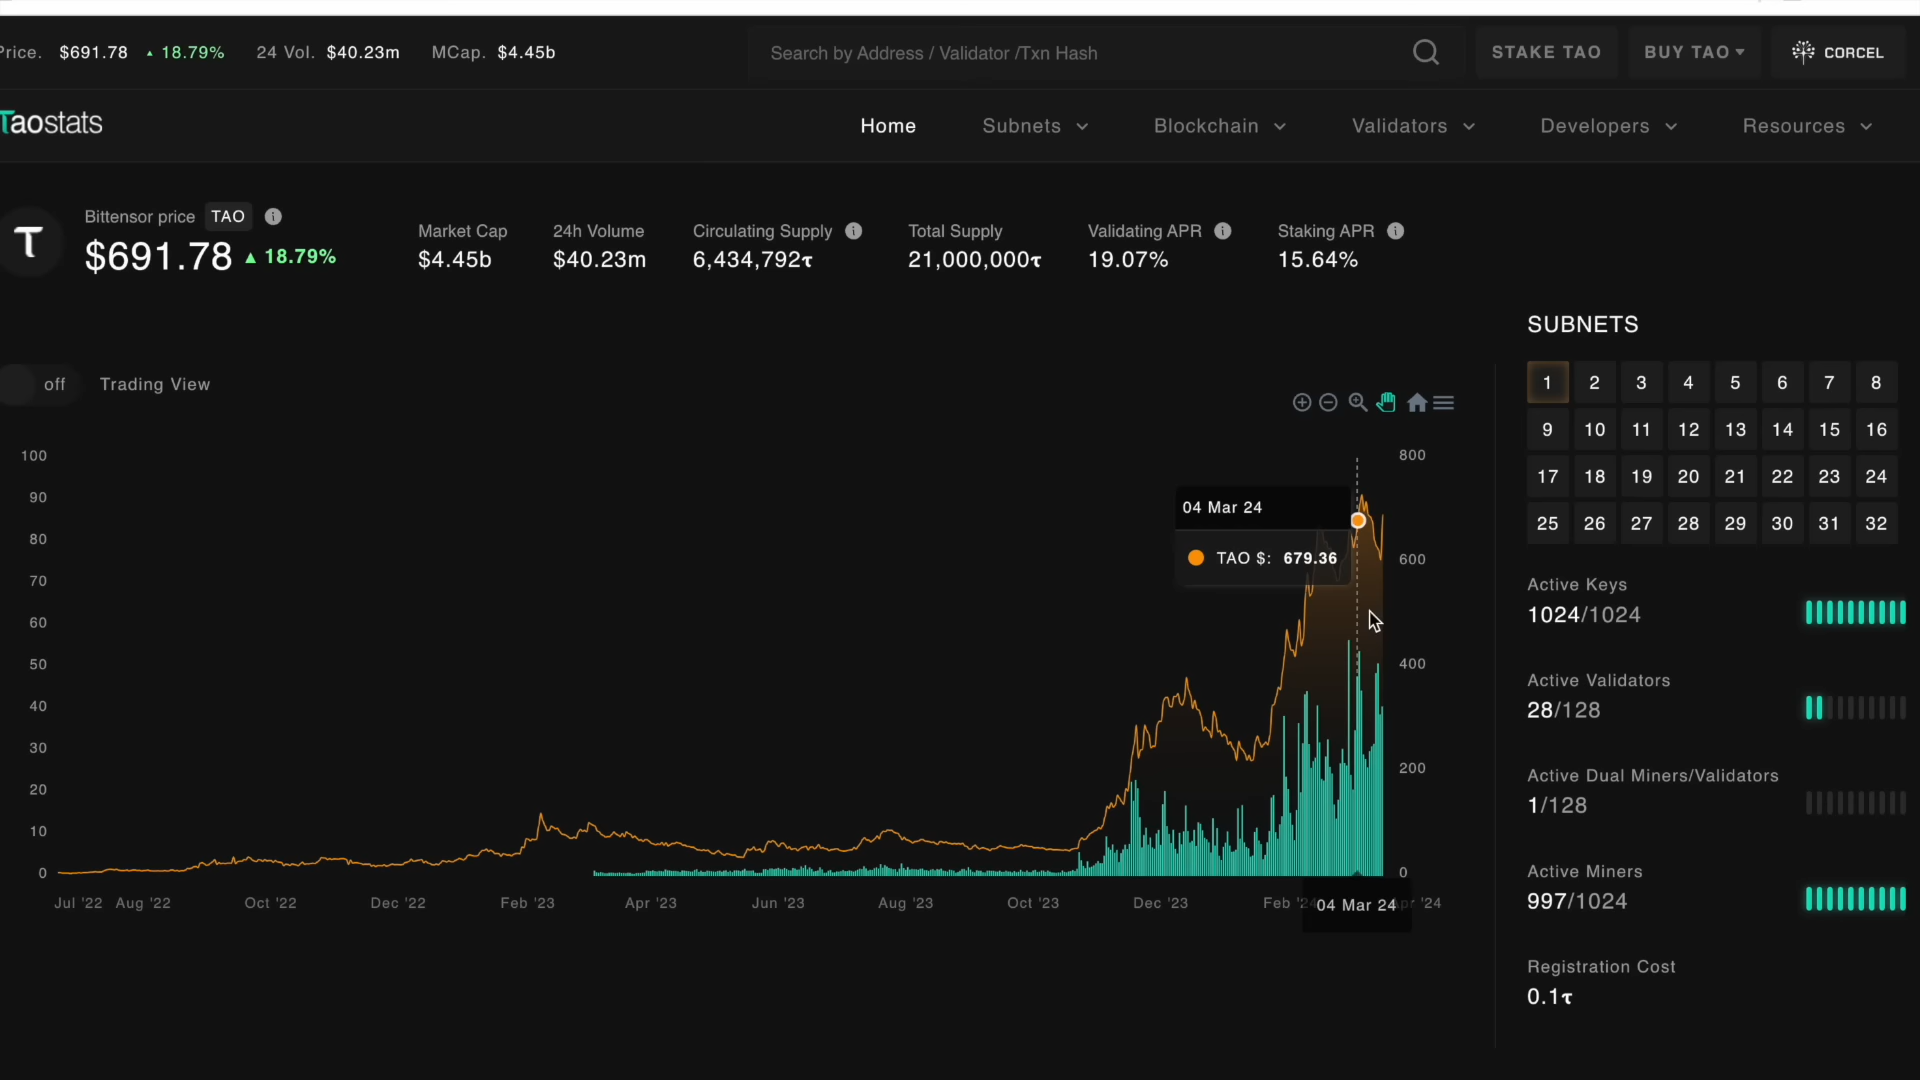 Price. $691.78 ▲ 18.79% 24 Vol. $40.23m MCap. $4.45b
Search by Address / Validator /Txn Hash
STAKE TAO
BUY TAO
CORCEL
Taostats
Home Subnets Blockchain Validators Developers Resources
Bittensor price TAO
$691.78 ▲ 18.79%
Market Cap
$4.45b
24h Volume
$40.23m
Circulating Supply
6,434,792τ
Total Supply
21,000,000τ
Validating APR
19.07%
Staking APR
15.64%
off Trading View
100
90
80
70
60
50
40
30
20
10
0
800
600
400
200
0
04 Mar 24
TAO $: 679.36
Jul '22 Aug '22 Oct '22 Dec '22 Feb '23 Apr '23 Jun '23 Aug '23 Oct '23 Dec '23 Feb '24 04 Mar 24 Apr '24
SUBNETS
1 2 3 4 5 6 7 8
9 10 11 12 13 14 15 16
17 18 19 20 21 22 23 24
25 26 27 28 29 30 31 32
Active Keys
1024/1024
Active Validators
28/128
Active Dual Miners/Validators
1/128
Active Miners
997/1024
Registration Cost
0.1τ